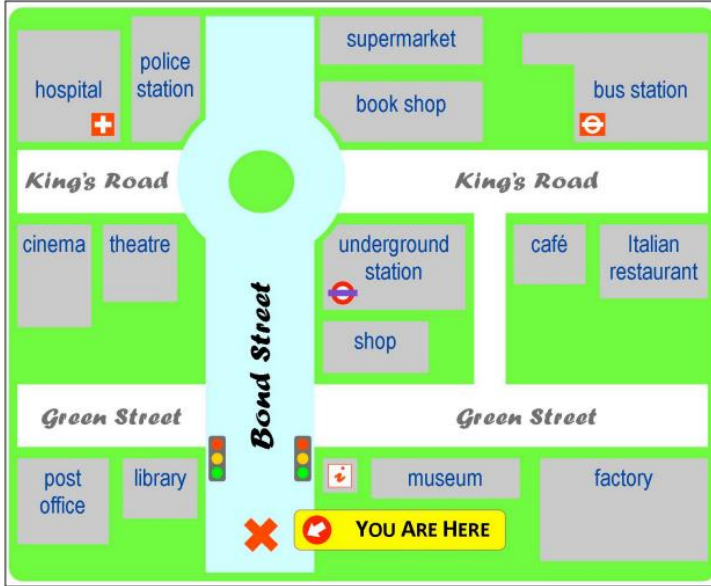 supermarket
police
station
hospital
book shop
bus station
King's Road
King's Road
cinema
theatre
underground
station
café
Italian
restaurant
shop
Bond Street
Green Street
Green Street
post
office
library
i
museum
factory
YOU ARE HERE